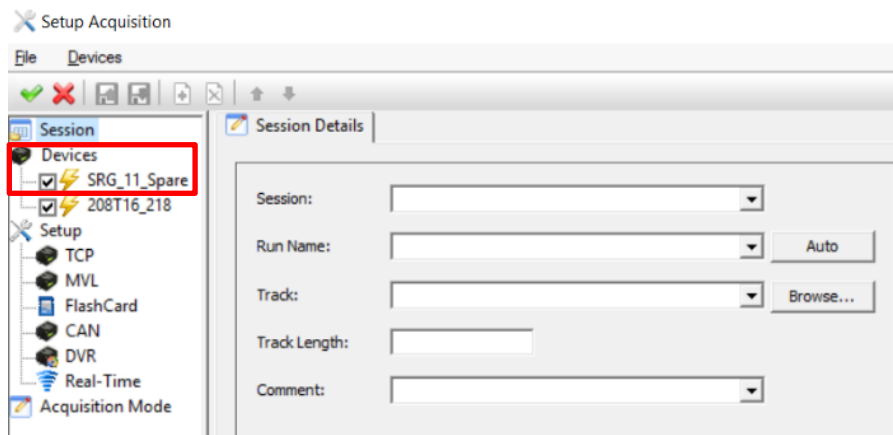 Setup Acquisition
File Devices
Session
Devices
SRG_11_Spare
208T16_218
Setup
TCP
MVL
FlashCard
CAN
DVR
Real-Time
Acquisition Mode
Session Details
Session:
Run Name:
Auto
Track:
Browse...
Track Length:
Comment: